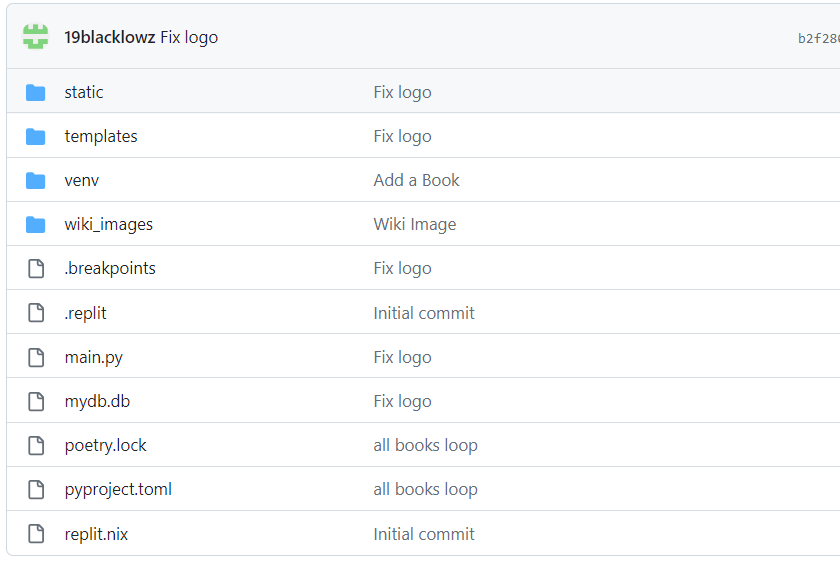 19blacklowz Fix logo b2f280
static Fix logo
templates Fix logo
venv Add a Book
wiki_images Wiki Image
.breakpoints Fix logo
.replit Initial commit
main.py Fix logo
mydb.db Fix logo
poetry.lock all books loop
pyproject.toml all books loop
replit.nix Initial commit